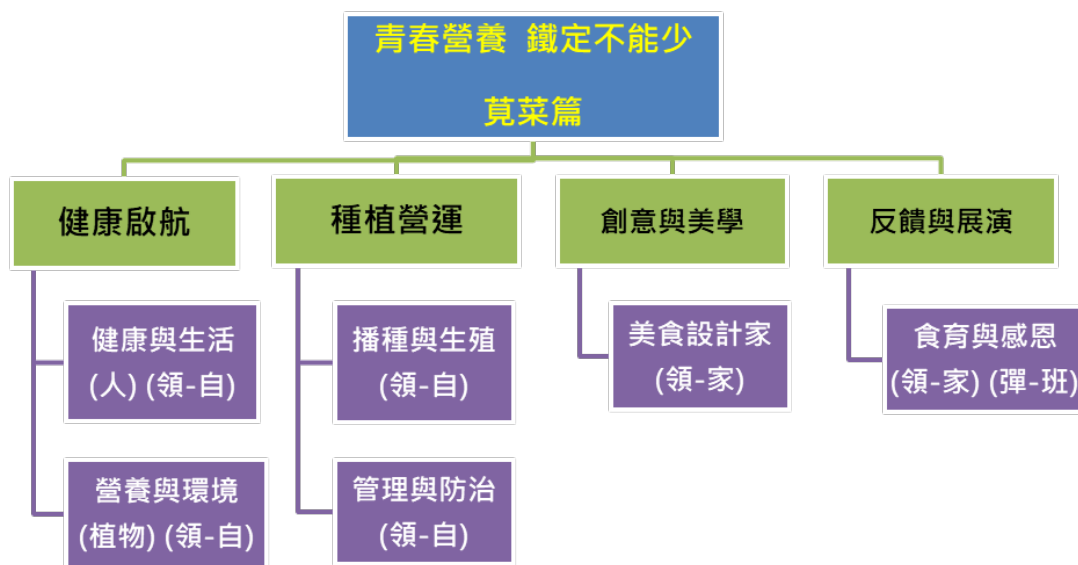 青春營養 鐵定不能少
莧菜篇
健康啟航
種植營運
創意與美學
反饋與展演
健康與生活
(人) (領-自)
播種與生殖
(領-自)
美食設計家
(領-家)
食育與感恩
(領-家) (彈-班)
營養與環境
(植物) (領-自)
管理與防治
(領-自)